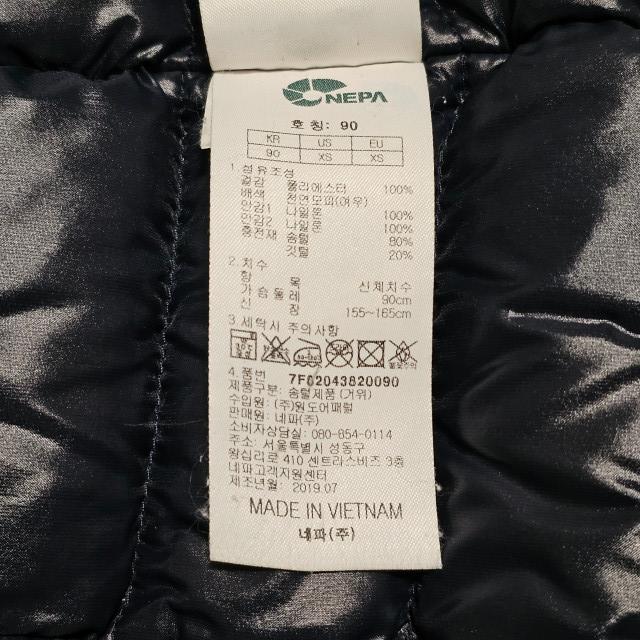 NEPA
호 칭: 90
KR US EU
90 XS XS
1. 섬유조성
겉감 폴리에스터 100%
배색 천연모피(여우)
안감1 나일론 100%
안감2 나일론 100%
충전재 솜털 80%
깃털 20%
2. 치수
항 목 신체치수
가슴둘레 90cm
신 장 155~165cm
3. 세탁시 주의사항
4. 품번 7F02043820090
제품구분: 솜털제품 (거위)
수입원: (주)원도어패럴
판매원: 네파(주)
소비자상담실: 080-854-0114
주소: 서울특별시 성동구
왕십리로 410 센트라스비즈 3층
네파고객지원센터
제조년월: 2019.07
MADE IN VIETNAM
네파(주)